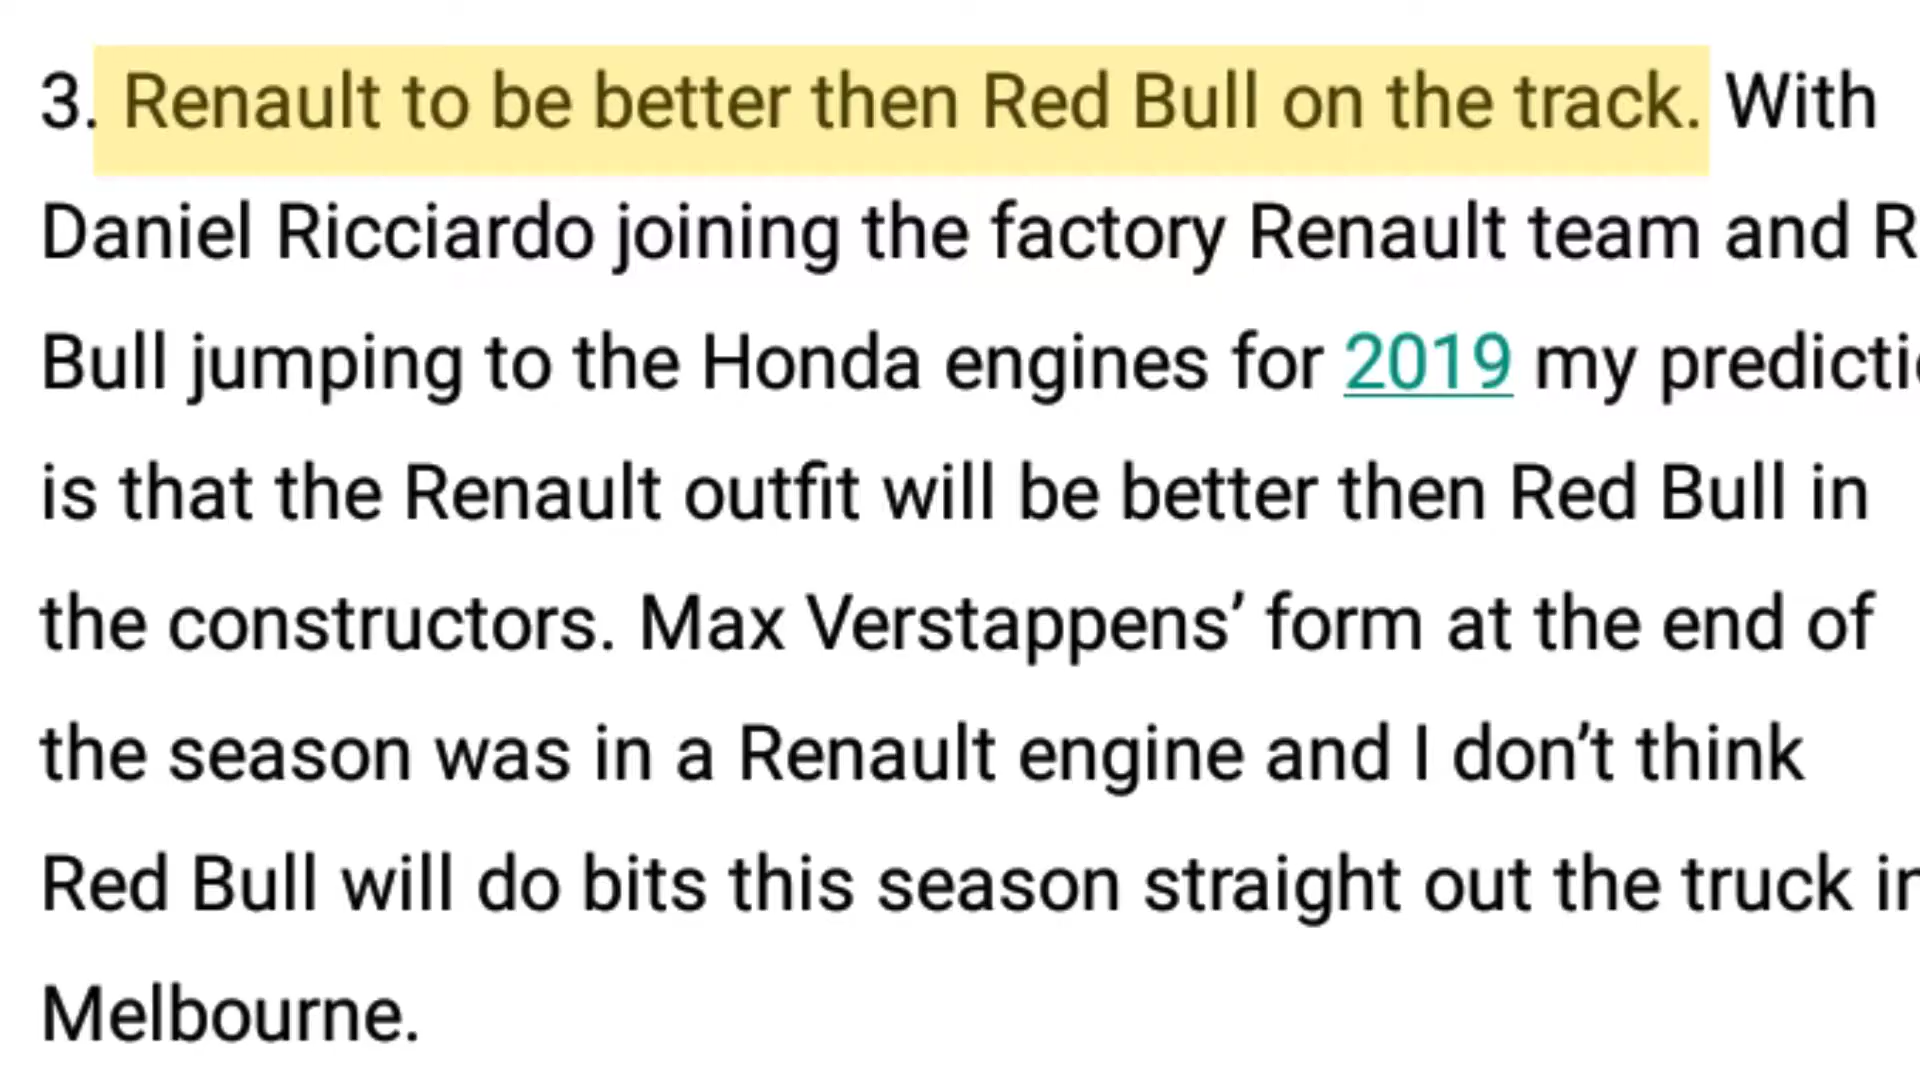 3. Renault to be better then Red Bull on the track. With
Daniel Ricciardo joining the factory Renault team and R
Bull jumping to the Honda engines for 2019 my predicti
is that the Renault outfit will be better then Red Bull in
the constructors. Max Verstappens’ form at the end of
the season was in a Renault engine and I don’t think
Red Bull will do bits this season straight out the truck in
Melbourne.